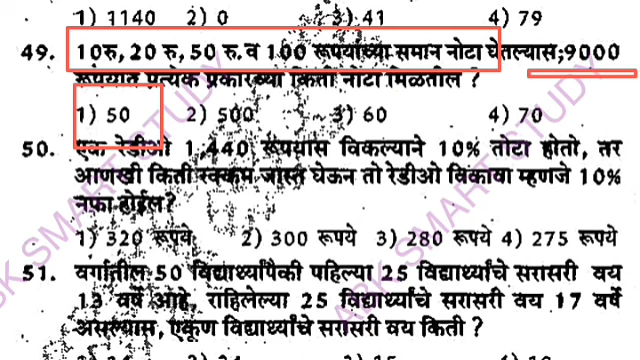 1) 1140 2) 0 3) 41 4) 79
49. 10रु, 20 रु, 50 रु. व 100 रूपयांच्या समान नोटा घेतल्यास, 9000
रूपयात प्रत्येक प्रकारच्या किती नोटा मिळतील ?
1) 50 2) 500 3) 60 4) 70
50. एक रेडीओ 1,440 रूपयांस विकल्याने 10% तोटा होतो, तर
आणखी किती रक्कम जास्त घेऊन तो रेडीओ विकावा म्हणजे 10%
नफा होईल?
1) 320 रूपये 2) 300 रूपये 3) 280 रूपये 4) 275 रूपये
51. वर्गातील 50 विद्यार्थ्यांपैकी पहिल्या 25 विद्यार्थ्यांचे सरासरी वय
13 वर्षे आहे, राहिलेल्या 25 विद्यार्थ्यांचे सरासरी वय 17 वर्षे
असल्यास, एकूण विद्यार्थ्यांचे सरासरी वय किती ?
ASK SMART STUDY